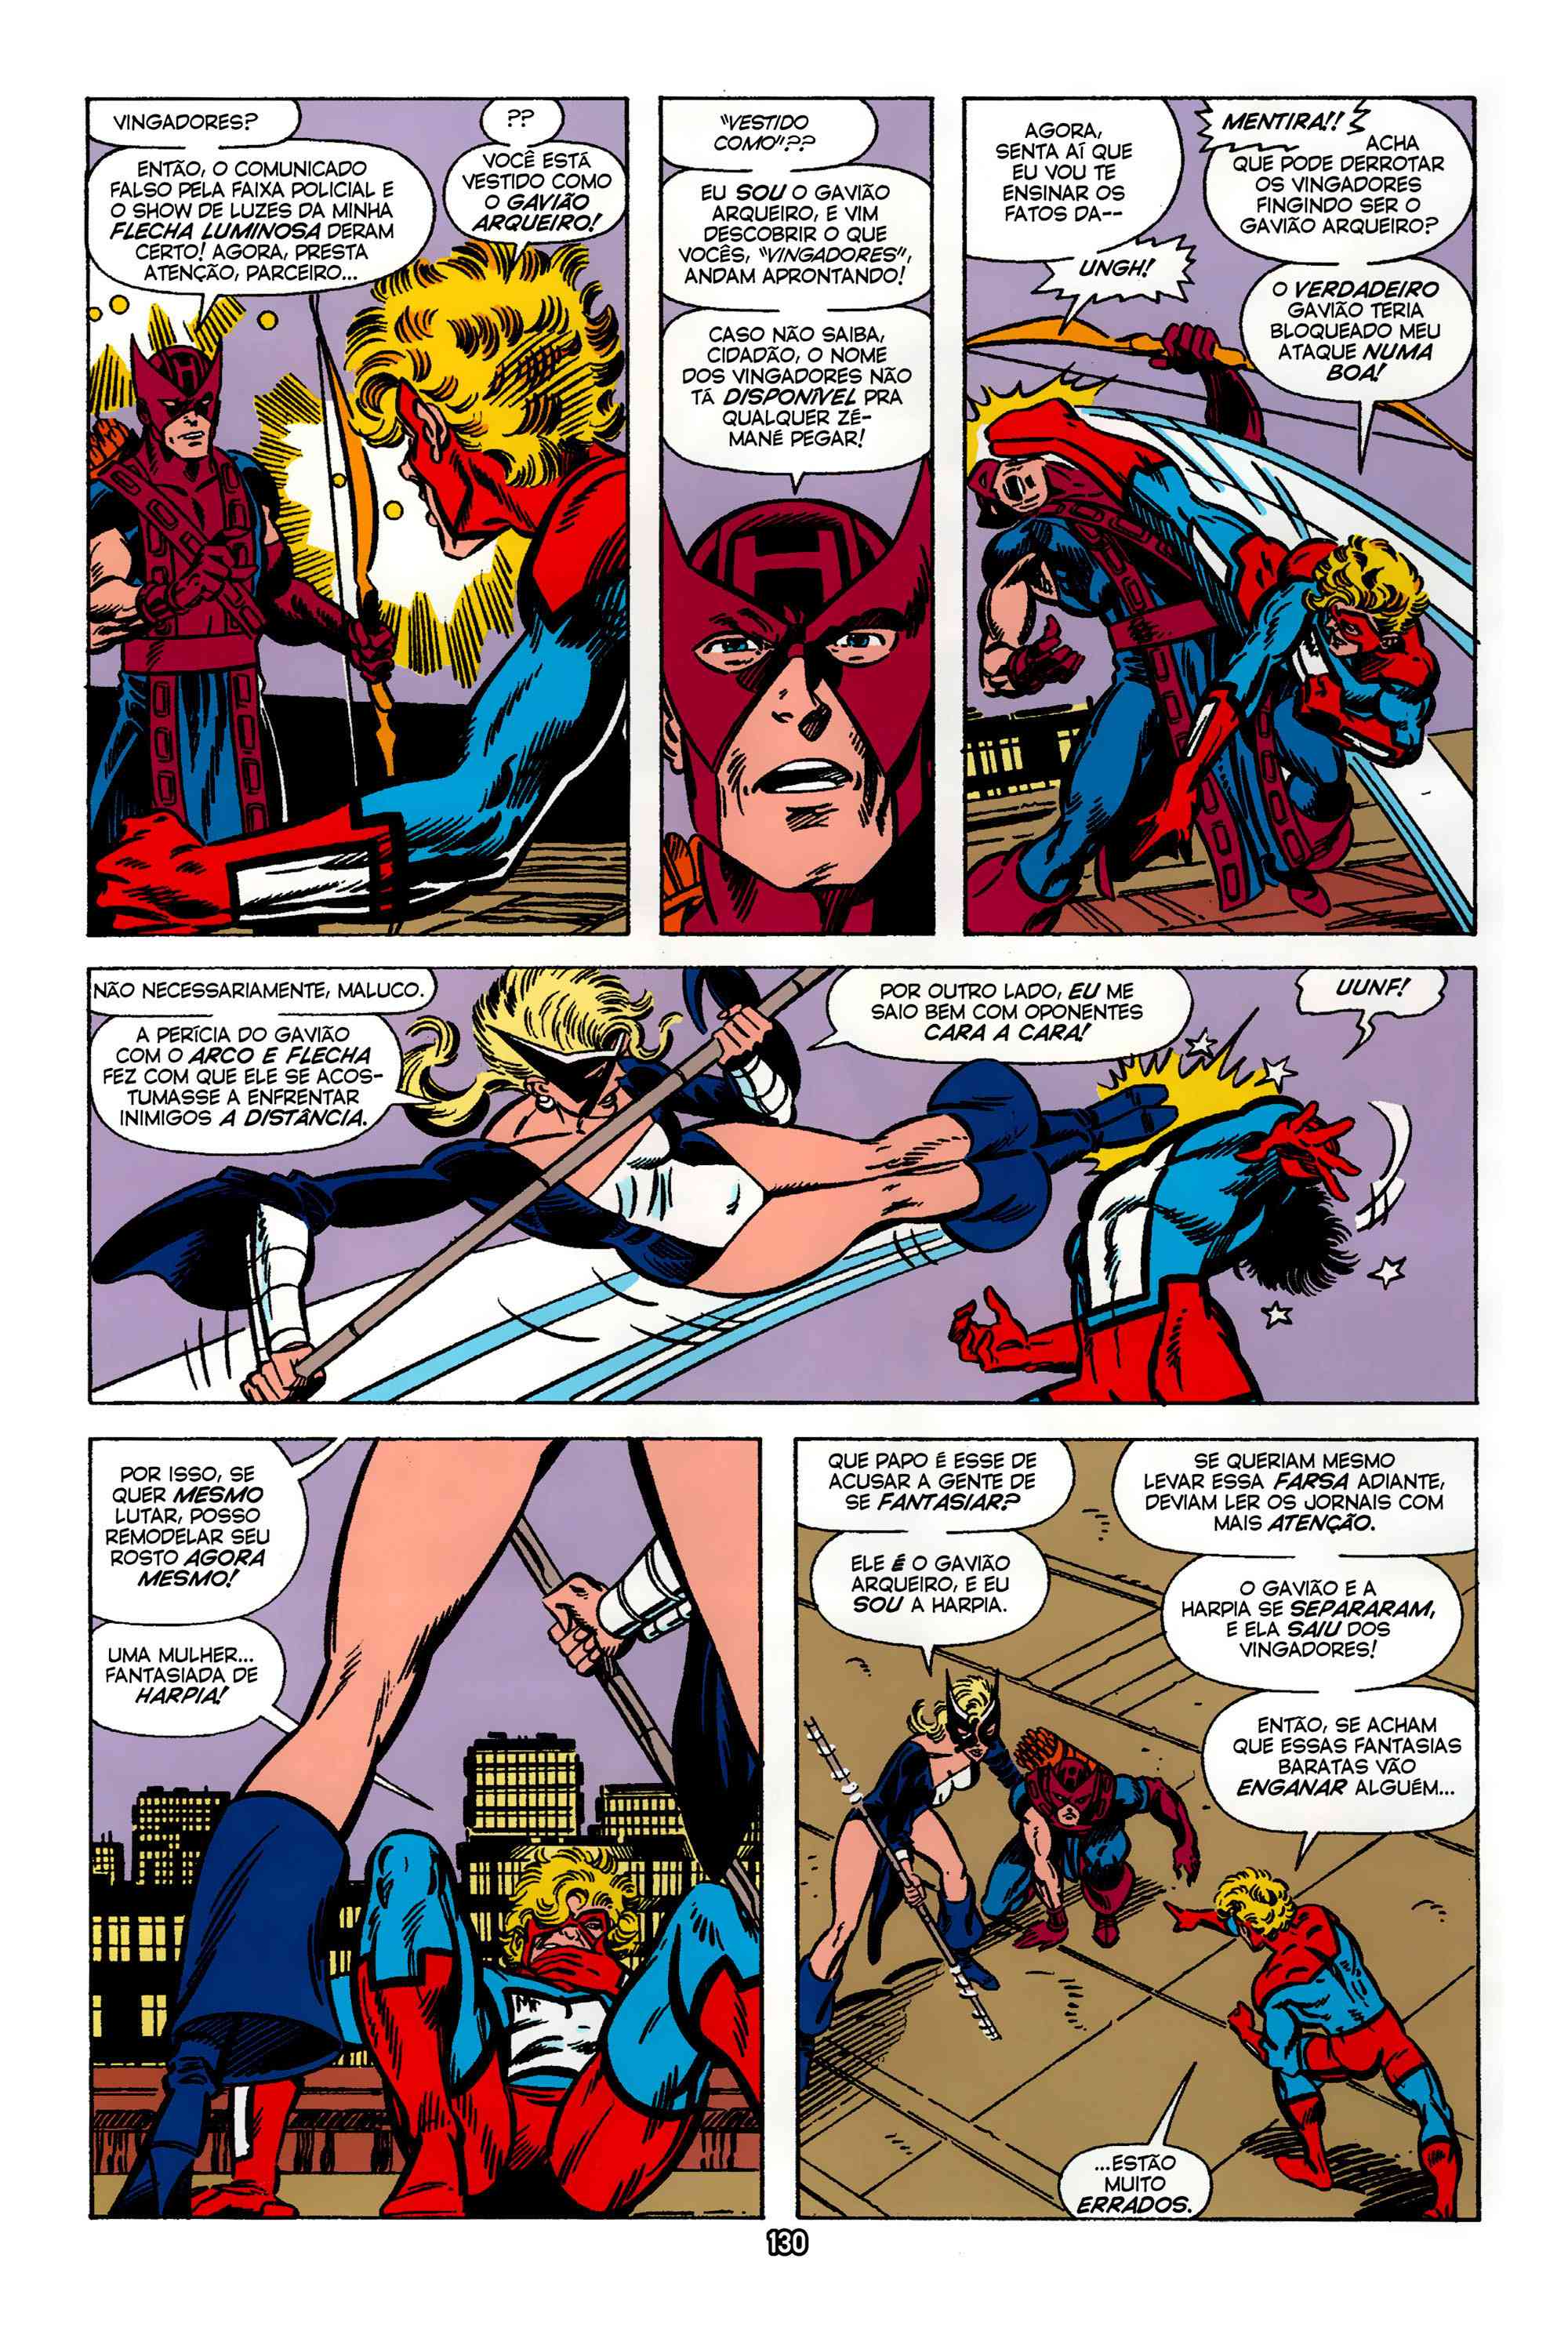 VINGADORES?
ENTÃO, O COMUNICADO
FALSO PELA FAIXA POLICIAL E
O SHOW DE LUZES DA MINHA
FLECHA LUMINOSA DERAM
CERTO! AGORA, PRESTA
ATENÇÃO, PARCEIRO...
??
VOCÊ ESTÁ
VESTIDO COMO
O GAVIÃO
ARQUEIRO!
"VESTIDO
COMO"??
EU SOU O GAVIÃO
ARQUEIRO, E VIM
DESCOBRIR O QUE
VOCÊS, "VINGADORES",
ANDAM APRONTANDO!
CASO NÃO SAIBA,
CIDADÃO, O NOME
DOS VINGADORES NÃO
TÁ DISPONÍVEL PRA
QUALQUER ZÉ-
MANÉ PEGAR!
H
AGORA,
SENTA AÍ QUE
EU VOU TE
ENSINAR OS
FATOS DA--
UNGH!
MENTIRA!!
ACHA
QUE PODE DERROTAR
OS VINGADORES
FINGINDO SER O
GAVIÃO ARQUEIRO?
O VERDADEIRO
GAVIÃO TERIA
BLOQUEADO MEU
ATAQUE NUMA
BOA!
NÃO NECESSARIAMENTE, MALUCO.
A PERÍCIA DO GAVIÃO
COM O ARCO E FLECHA
FEZ COM QUE ELE SE ACOS-
TUMASSE A ENFRENTAR
INIMIGOS A DISTÂNCIA.
POR OUTRO LADO, EU ME
SAIO BEM COM OPONENTES
CARA A CARA!
UUNF!
POR ISSO, SE
QUER MESMO
LUTAR, POSSO
REMODELAR SEU
ROSTO AGORA
MESMO!
UMA MULHER...
FANTASIADA DE
HARPIA!
QUE PAPO É ESSE DE
ACUSAR A GENTE DE
SE FANTASIAR?
ELE É O GAVIÃO
ARQUEIRO, E EU
SOU A HARPIA.
SE QUERIAM MESMO
LEVAR ESSA FARSA ADIANTE,
DEVIAM LER OS JORNAIS COM
MAIS ATENÇÃO.
O GAVIÃO E A
HARPIA SE SEPARARAM,
E ELA SAIU DOS
VINGADORES!
ENTÃO, SE ACHAM
QUE ESSAS FANTASIAS
BARATAS VÃO
ENGANAR ALGUÉM...
...ESTÃO
MUITO
ERRADOS.
130